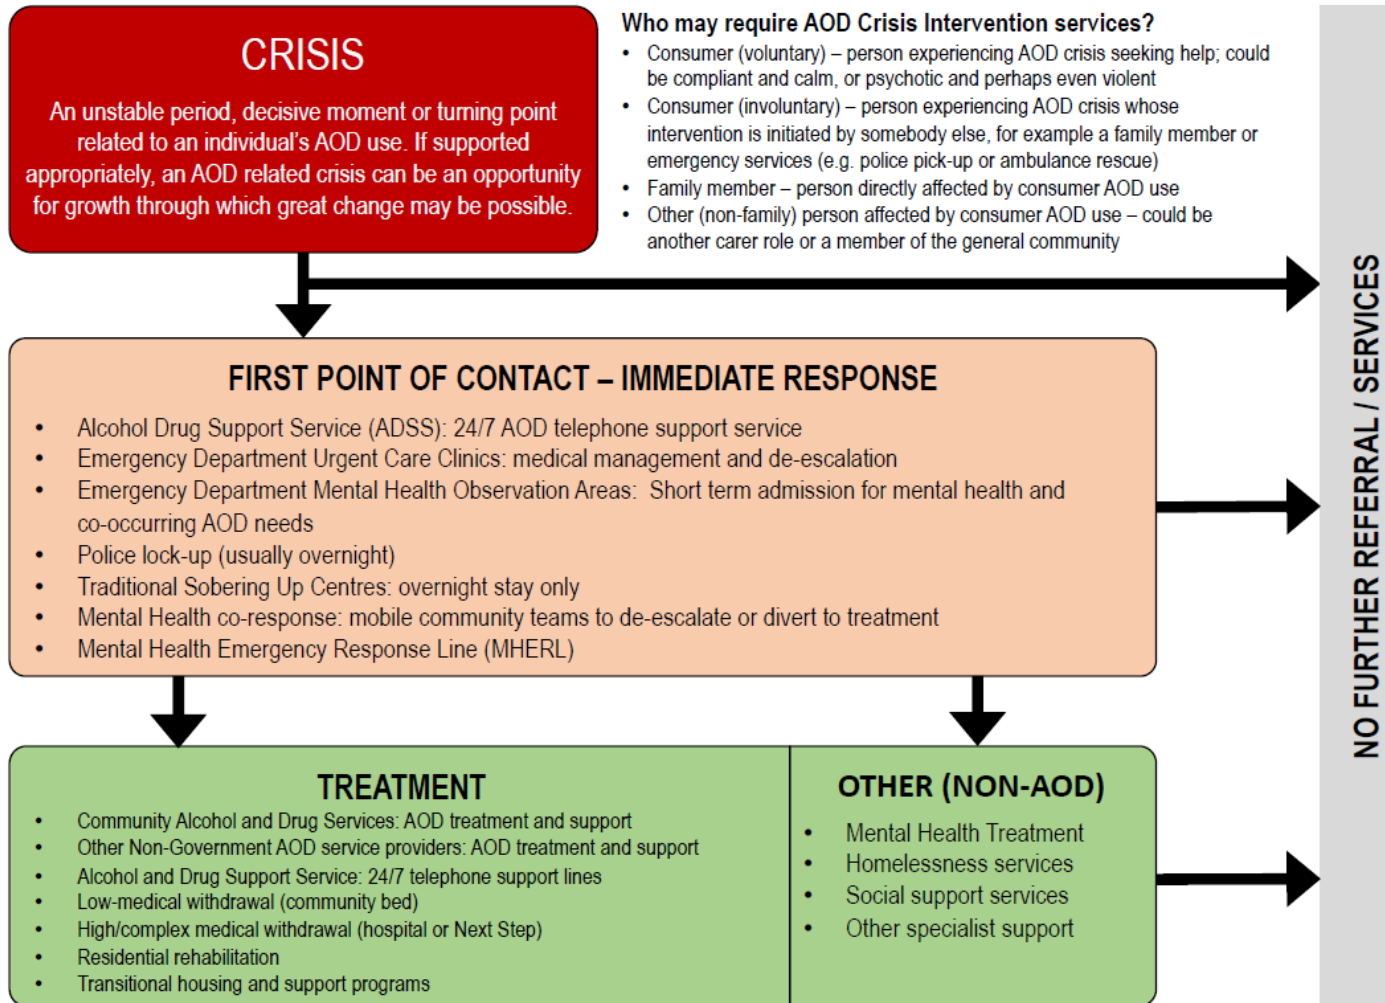 CRISIS
An unstable period, decisive moment or turning point
related to an individual's AOD use. If supported
appropriately, an AOD related crisis can be an opportunity
for growth through which great change may be possible.
Who may require AOD Crisis Intervention services?
• Consumer (voluntary) – person experiencing AOD crisis seeking help; could
be compliant and calm, or psychotic and perhaps even violent
• Consumer (involuntary) – person experiencing AOD crisis whose
intervention is initiated by somebody else, for example a family member or
emergency services (e.g. police pick-up or ambulance rescue)
• Family member – person directly affected by consumer AOD use
• Other (non-family) person affected by consumer AOD use – could be
another carer role or a member of the general community
FIRST POINT OF CONTACT – IMMEDIATE RESPONSE
• Alcohol Drug Support Service (ADSS): 24/7 AOD telephone support service
• Emergency Department Urgent Care Clinics: medical management and de-escalation
• Emergency Department Mental Health Observation Areas: Short term admission for mental health and
co-occurring AOD needs
• Police lock-up (usually overnight)
• Traditional Sobering Up Centres: overnight stay only
• Mental Health co-response: mobile community teams to de-escalate or divert to treatment
• Mental Health Emergency Response Line (MHERL)
TREATMENT
• Community Alcohol and Drug Services: AOD treatment and support
• Other Non-Government AOD service providers: AOD treatment and support
• Alcohol and Drug Support Service: 24/7 telephone support lines
• Low-medical withdrawal (community bed)
• High/complex medical withdrawal (hospital or Next Step)
• Residential rehabilitation
• Transitional housing and support programs
OTHER (NON-AOD)
• Mental Health Treatment
• Homelessness services
• Social support services
• Other specialist support
NO FURTHER REFERRAL / SERVICES